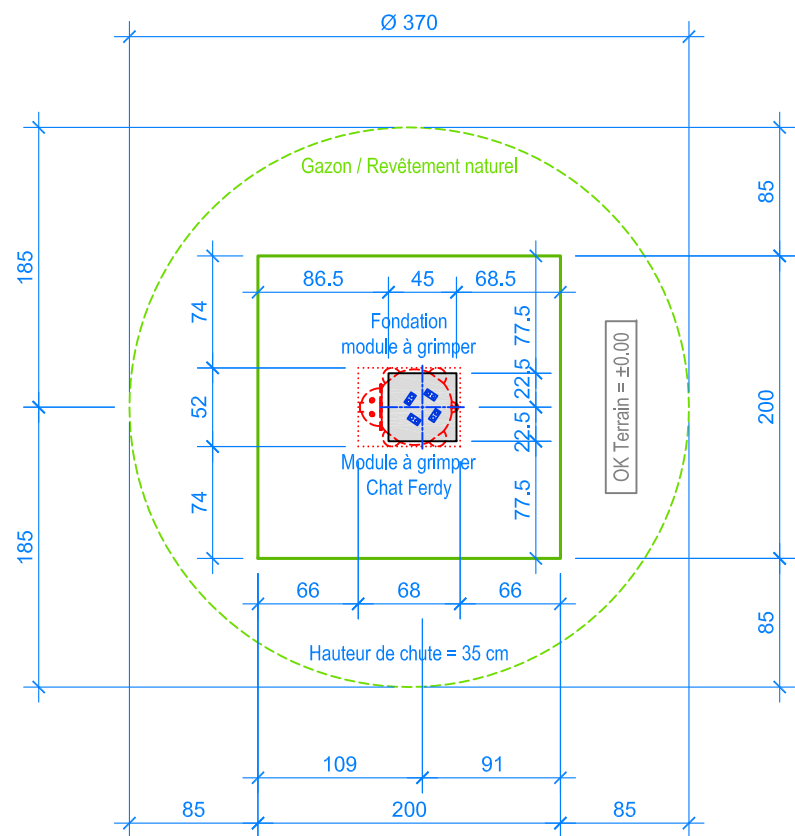 Ø 370
Gazon / Revêtement naturel
85
185
86.5
45
68.5
74
77.5
Fondation
module à grimper
22.5
52
OK Terrain = ±0.00
200
22.5
Module à grimper
Chat Ferdy
74
77.5
185
66
68
66
85
Hauteur de chute = 35 cm
109
91
85
200
85